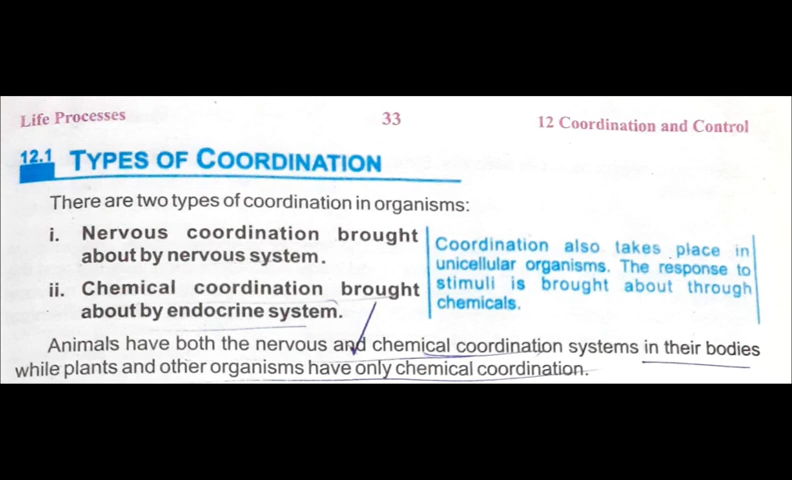 Life Processes 33 12 Coordination and Control
12.1 TYPES OF COORDINATION
There are two types of coordination in organisms:
i. Nervous coordination brought
about by nervous system.
ii. Chemical coordination brought
about by endocrine system.
Coordination also takes place in
unicellular organisms. The response to
stimuli is brought about through
chemicals.
Animals have both the nervous and chemical coordination systems in their bodies
while plants and other organisms have only chemical coordination.